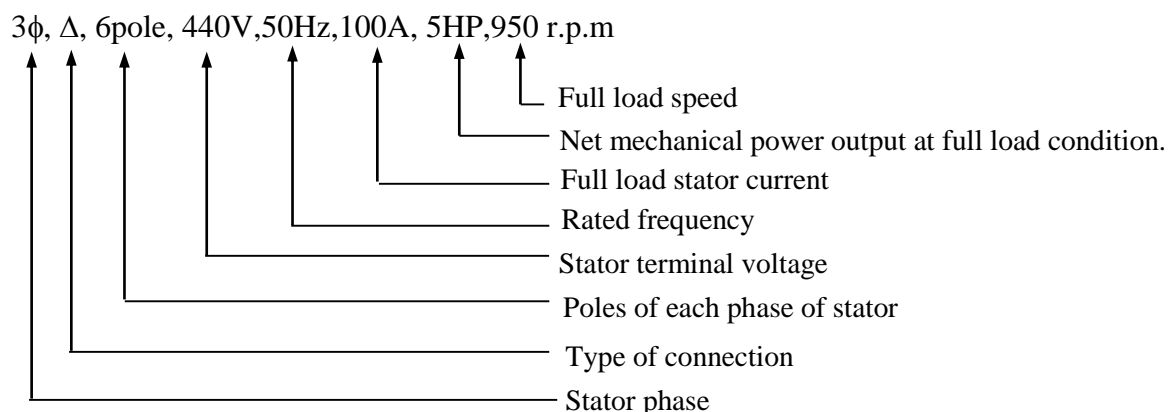 3ϕ, Δ, 6pole, 440V,50Hz,100A, 5HP,950 r.p.m
Full load speed
Net mechanical power output at full load condition.
Full load stator current
Rated frequency
Stator terminal voltage
Poles of each phase of stator
Type of connection
Stator phase